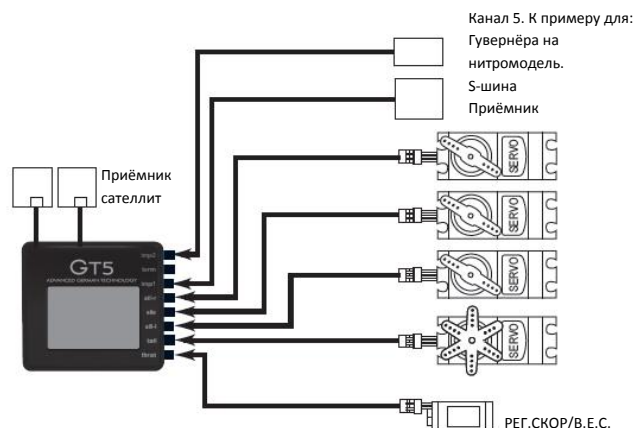 Канал 5. К примеру для:
Гувернёра на
нитромодель.
S-шина
Приёмник
Приёмник
сателлит
GT5
ADVANCED GERMAN TECHNOLOGY
SERVO
SERVO
SERVO
SERVO
РЕГ.СКОР/В.Е.С.